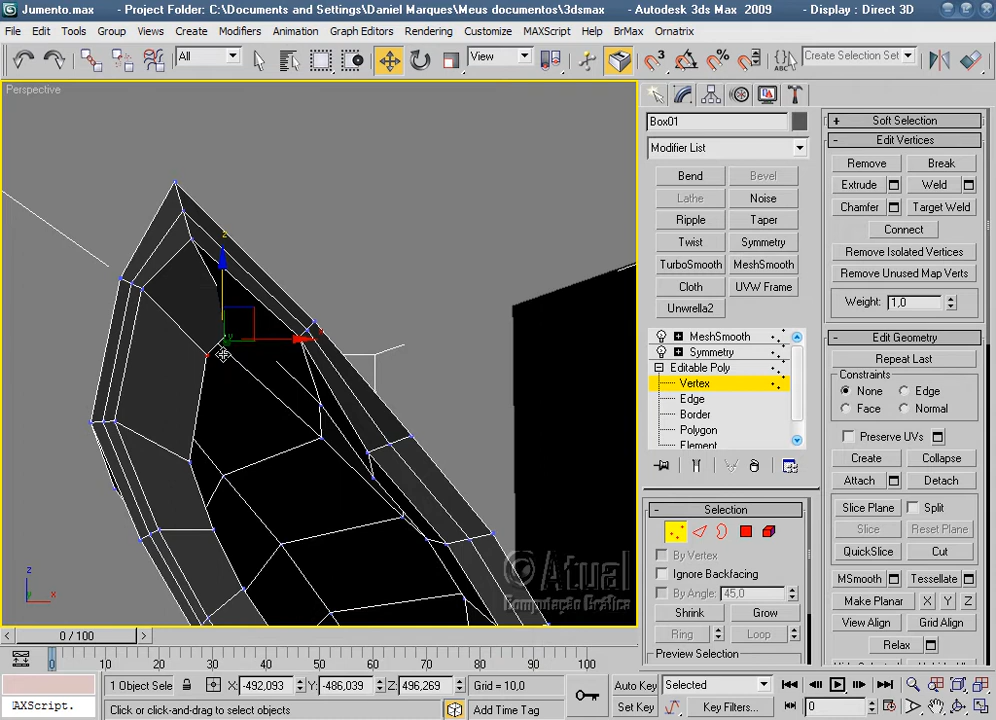 Jumento.max - Project Folder: C:\Documents and Settings\Daniel Marques\Meus documentos\3dsmax - Autodesk 3ds Max 2009 - Display : Direct 3D
File Edit Tools Group Views Create Modifiers Animation Graph Editors Rendering Customize MAXScript Help BrMax Ornatrix
All View Create Selection Set
Perspective
Box01
Modifier List
Bend Bevel
Lathe Noise
Ripple Taper
Twist Symmetry
TurboSmooth MeshSmooth
Cloth UVW Frame
Unwrella2
MeshSmooth
Symmetry
Editable Poly
Vertex
Edge
Border
Polygon
Element
Selection
By Vertex
Ignore Backfacing
By Angle: 45,0
Shrink Grow
Ring Loop
Preview Selection
Soft Selection
Edit Vertices
Remove Break
Extrude Weld
Chamfer Target Weld
Connect
Remove Isolated Vertices
Remove Unused Map Verts
Weight: 1,0
Edit Geometry
Repeat Last
Constraints
None Edge
Face Normal
Preserve UVs
Create Collapse
Attach Detach
Slice Plane Split
Slice Reset Plane
QuickSlice Cut
MSmooth Tessellate
Make Planar X Y Z
View Align Grid Align
Relax
z
x
y
z
x
©Atual
Computação Gráfica
0 / 100
0 10 20 30 40 50 60 70 80 90 100
1 Object Sele X: -492,093 Y: -486,039 Z: 496,269 Grid = 10,0 Auto Key Selected
AXScript. Click or click-and-drag to select objects Add Time Tag Set Key Key Filters... 0